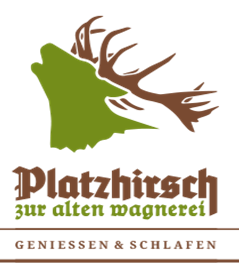 Platzhirsch
zur alten wagnerei
GENIESSEN & SCHLAFEN